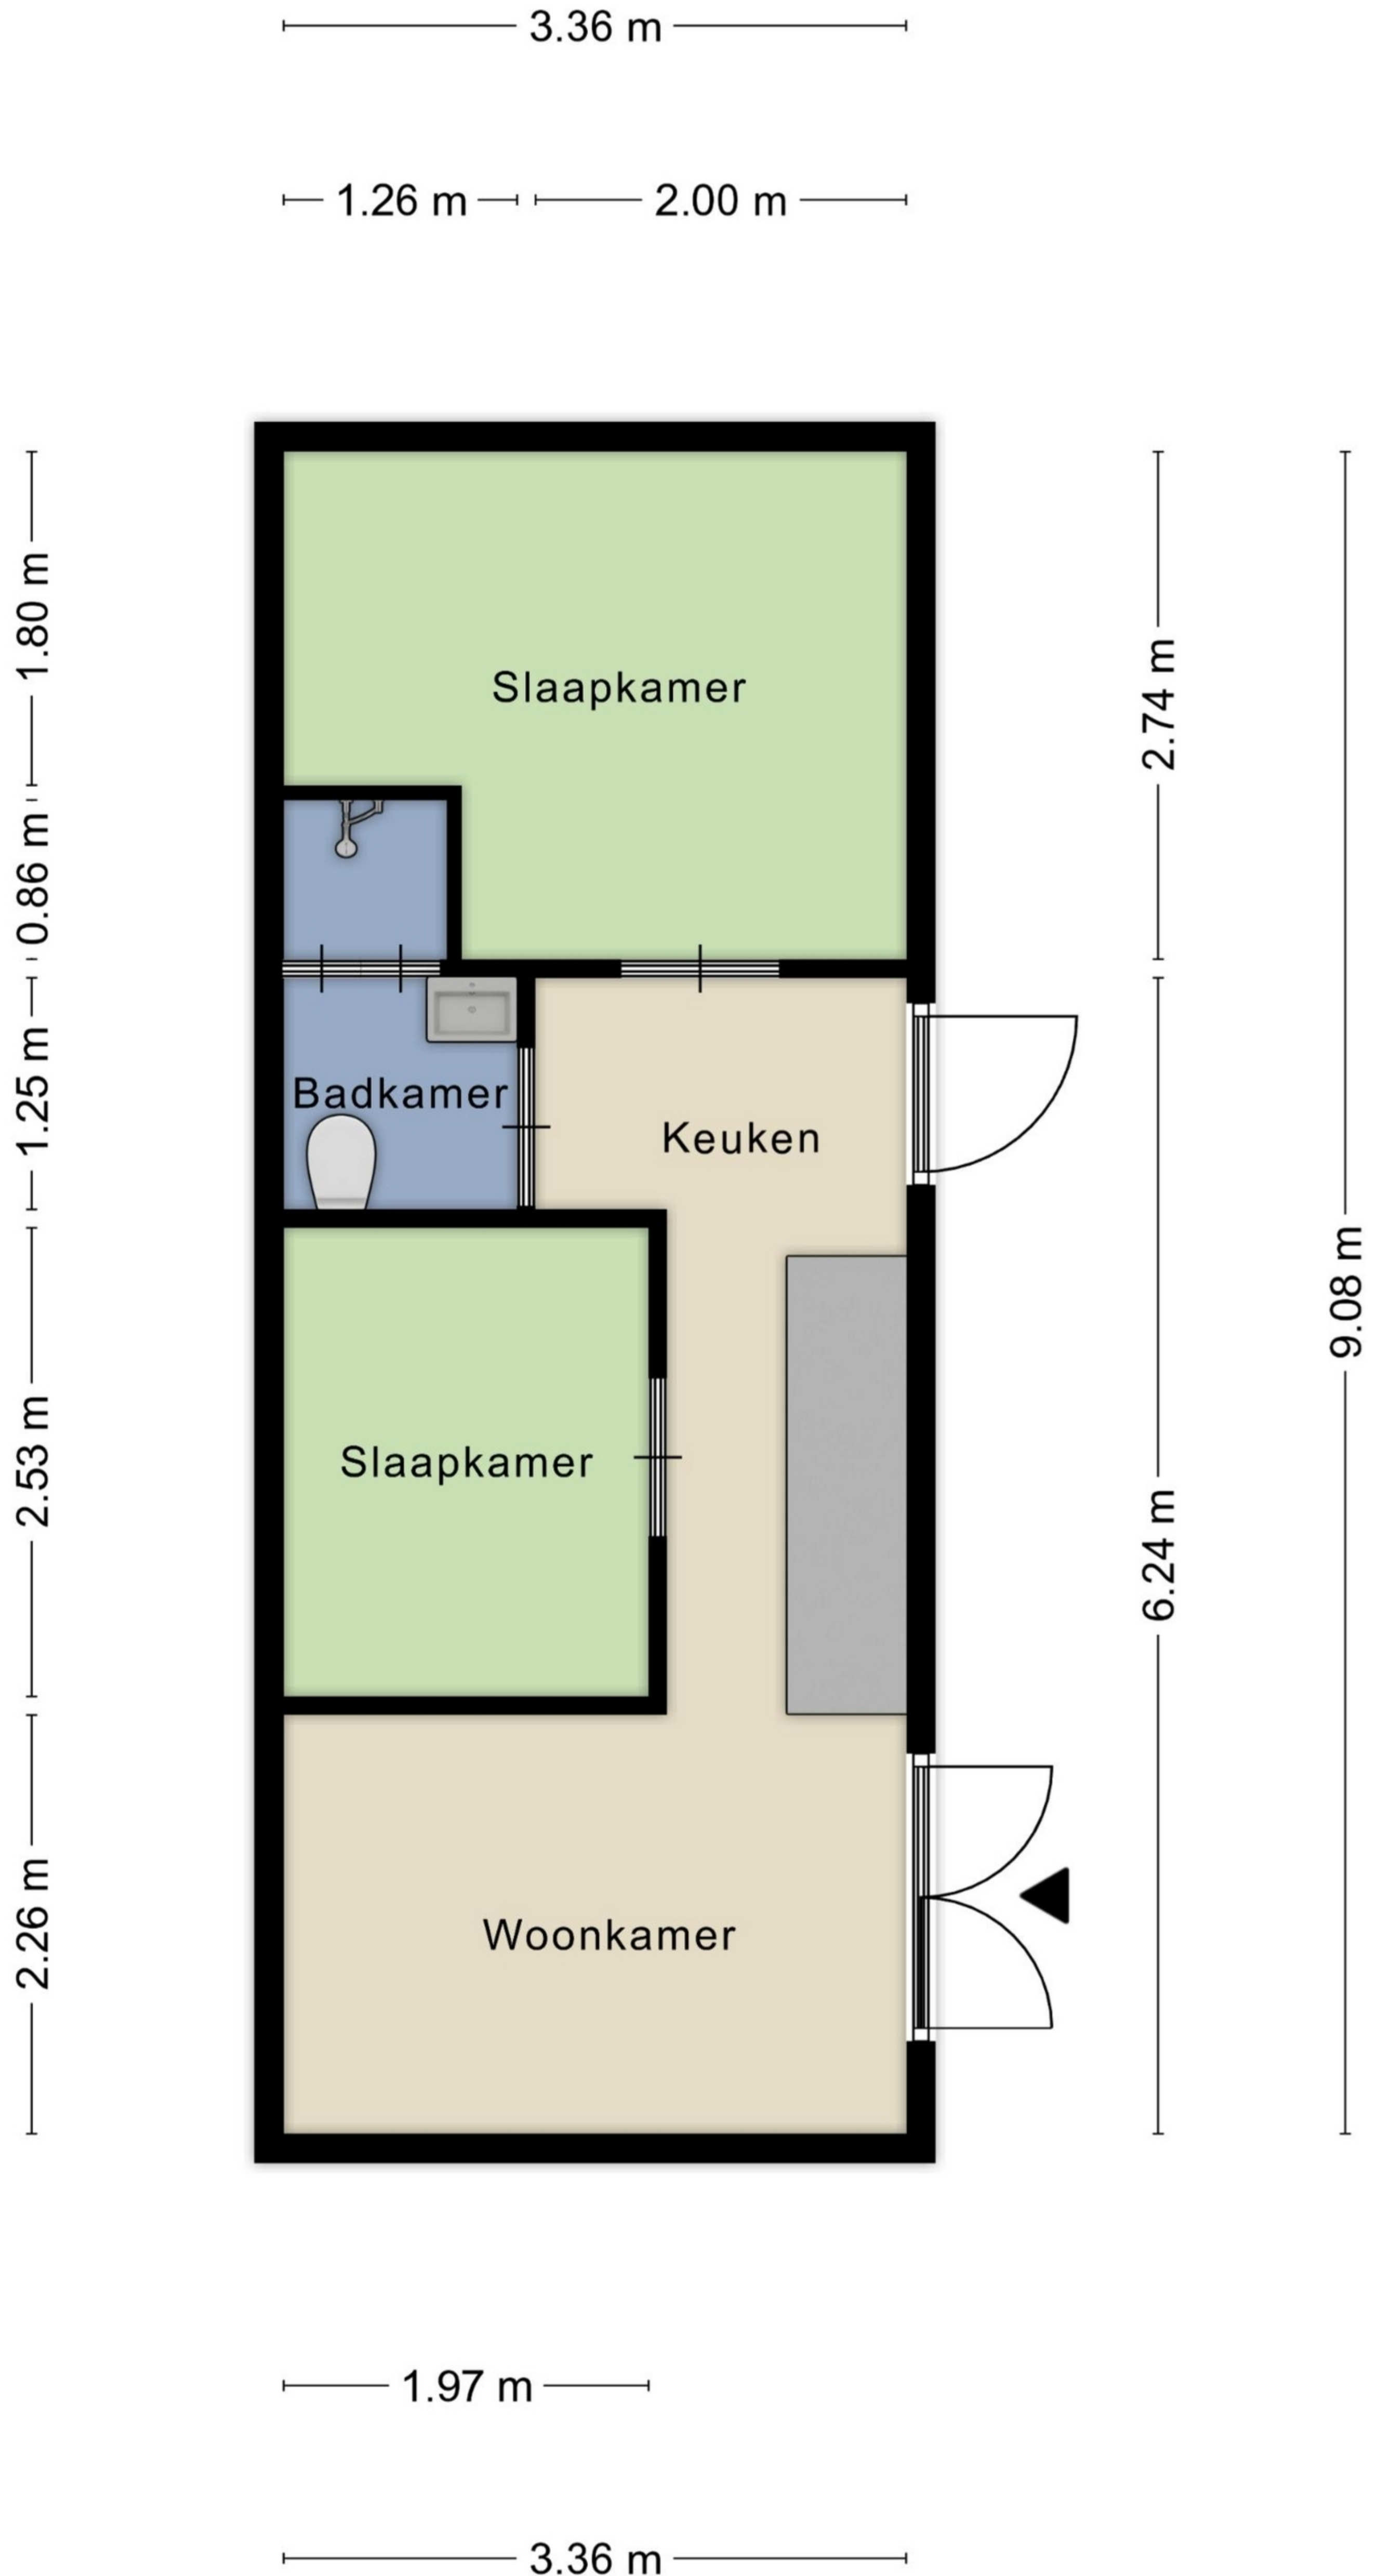 3.36 m
1.26 m
2.00 m
1.80 m
2.74 m
Slaapkamer
0.86 m
1.25 m
Badkamer
Keuken
9.08 m
2.53 m
Slaapkamer
6.24 m
2.26 m
Woonkamer
1.97 m
3.36 m